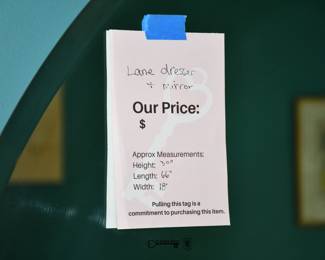 Lane dresser
+ mirror
Our Price:
$
Approx Measurements:
Height: 30"
Length: 66"
Width: 18"
Pulling this tag is a
commitment to purchasing this item.